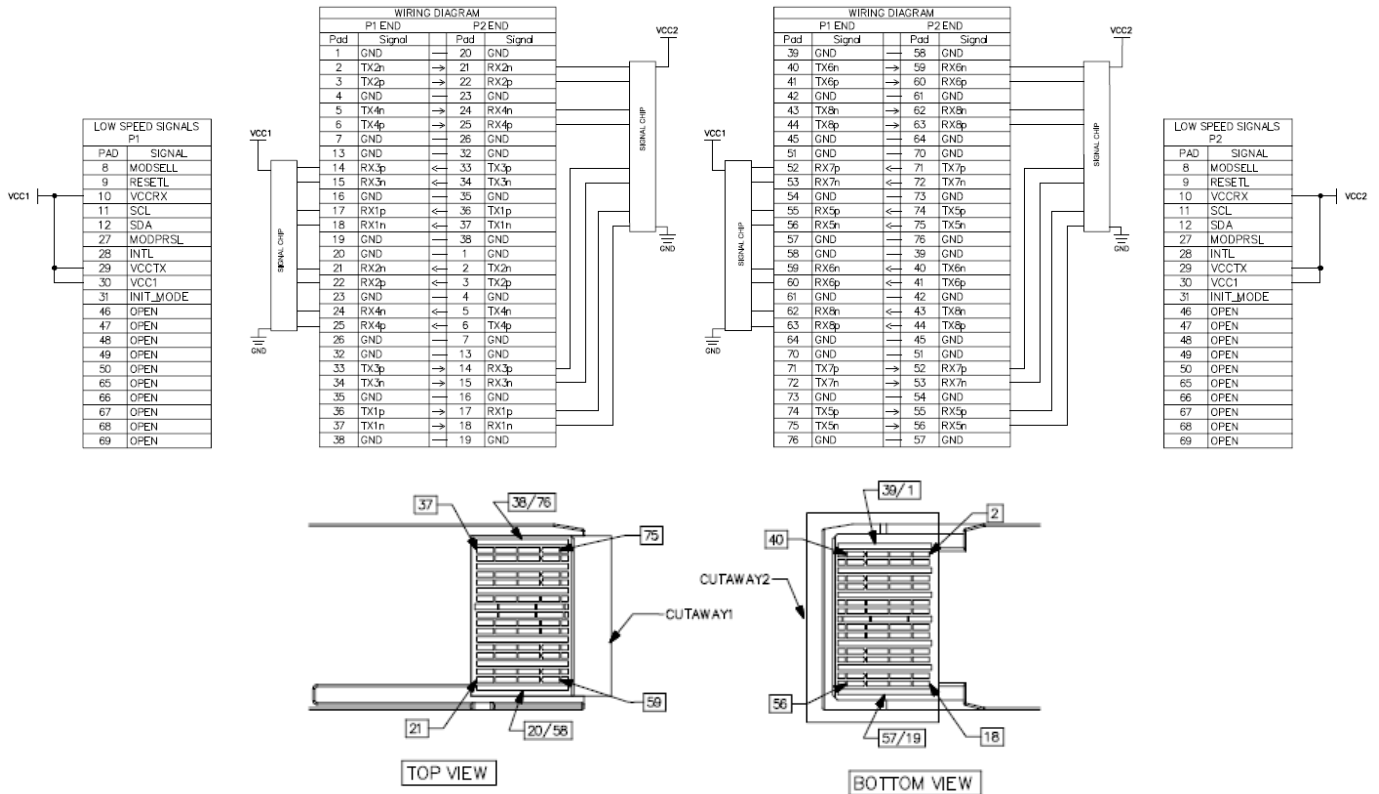 WIRING DIAGRAM
P1 END P2 END
Pad Signal Pad Signal
1 GND — 20 GND
2 TX2n → 21 RX2n
3 TX2p → 22 RX2p
4 GND — 23 GND
5 TX4n → 24 RX4n
6 TX4p → 25 RX4p
7 GND — 26 GND
13 GND — 32 GND
14 RX3p ← 33 TX3p
15 RX3n ← 34 TX3n
16 GND — 35 GND
17 RX1p ← 36 TX1p
18 RX1n ← 37 TX1n
19 GND — 38 GND
20 GND — 1 GND
21 RX2n ← 2 TX2n
22 RX2p ← 3 TX2p
23 GND — 4 GND
24 RX4n ← 5 TX4n
25 RX4p ← 6 TX4p
26 GND — 7 GND
32 GND — 13 GND
33 TX3p → 14 RX3p
34 TX3n → 15 RX3n
35 GND — 16 GND
36 TX1p → 17 RX1p
37 TX1n → 18 RX1n
38 GND — 19 GND
VCC2
SIGNAL CHIP
GND
VCC1
SIGNAL CHIP
GND
WIRING DIAGRAM
P1 END P2 END
Pad Signal Pad Signal
39 GND — 58 GND
40 TX6n → 59 RX6n
41 TX6p → 60 RX6p
42 GND — 61 GND
43 TX8n → 62 RX8n
44 TX8p → 63 RX8p
45 GND — 64 GND
51 GND — 70 GND
52 RX7p ← 71 TX7p
53 RX7n ← 72 TX7n
54 GND — 73 GND
55 RX5p ← 74 TX5p
56 RX5n ← 75 TX5n
57 GND — 76 GND
58 GND — 39 GND
59 RX6n ← 40 TX6n
60 RX6p ← 41 TX6p
61 GND — 42 GND
62 RX8n ← 43 TX8n
63 RX8p ← 44 TX8p
64 GND — 45 GND
70 GND — 51 GND
71 TX7p → 52 RX7p
72 TX7n → 53 RX7n
73 GND — 54 GND
74 TX5p → 55 RX5p
75 TX5n → 56 RX5n
76 GND — 57 GND
VCC2
SIGNAL CHIP
GND
VCC1
SIGNAL CHIP
GND
LOW SPEED SIGNALS
P1
PAD SIGNAL
8 MODSELL
9 RESETL
10 VCCRX
11 SCL
12 SDA
27 MODPRSL
28 INTL
29 VCCTX
30 VCC1
31 INIT_MODE
46 OPEN
47 OPEN
48 OPEN
49 OPEN
50 OPEN
65 OPEN
66 OPEN
67 OPEN
68 OPEN
69 OPEN
VCC1
LOW SPEED SIGNALS
P2
PAD SIGNAL
8 MODSELL
9 RESETL
10 VCCRX
11 SCL
12 SDA
27 MODPRSL
28 INTL
29 VCCTX
30 VCC1
31 INIT_MODE
46 OPEN
47 OPEN
48 OPEN
49 OPEN
50 OPEN
65 OPEN
66 OPEN
67 OPEN
68 OPEN
69 OPEN
VCC2
37
38/76
75
CUTAWAY1
59
21
20/58
TOP VIEW
39/1
2
40
CUTAWAY2
56
57/19
18
BOTTOM VIEW